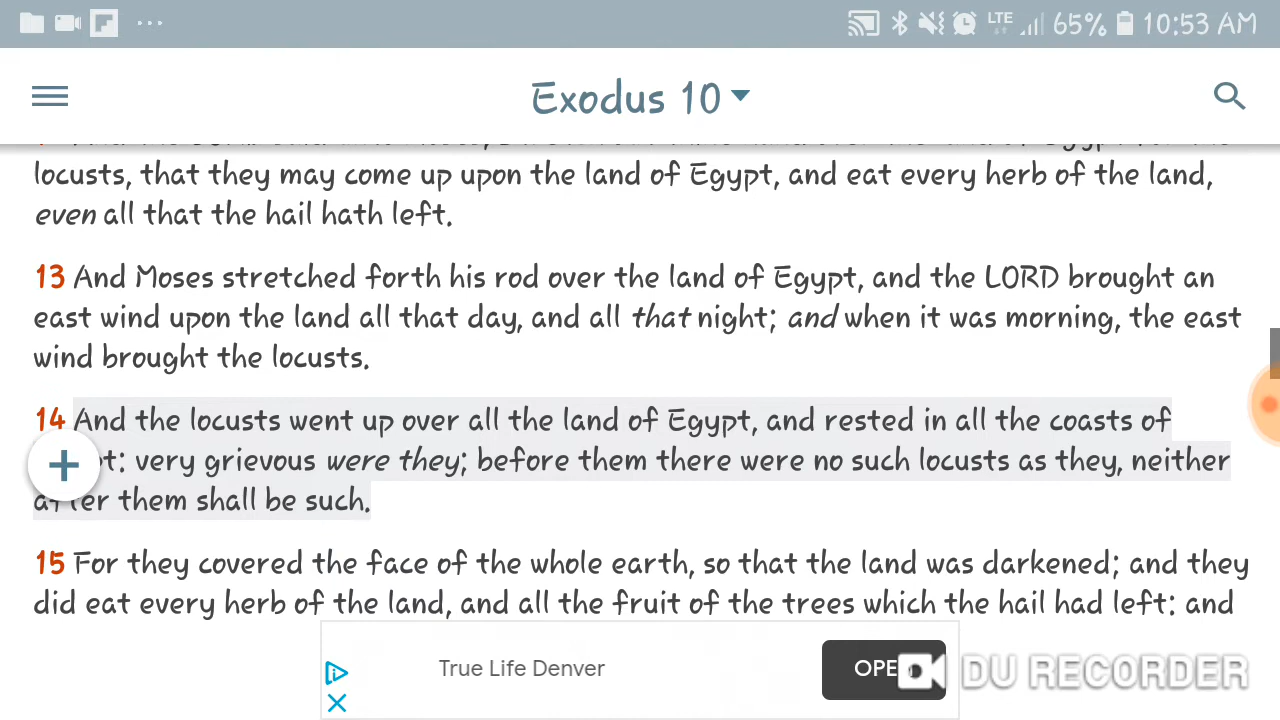 LTE 65% 10:53 AM
Exodus 10
locusts, that they may come up upon the land of Egypt, and eat every herb of the land,
even all that the hail hath left.
13 And Moses stretched forth his rod over the land of Egypt, and the LORD brought an
east wind upon the land all that day, and all that night; and when it was morning, the east
wind brought the locusts.
14 And the locusts went up over all the land of Egypt, and rested in all the coasts of
very grievous were they; before them there were no such locusts as they, neither
after them shall be such.
15 For they covered the face of the whole earth, so that the land was darkened; and they
did eat every herb of the land, and all the fruit of the trees which the hail had left: and
True Life Denver
DU RECORDER